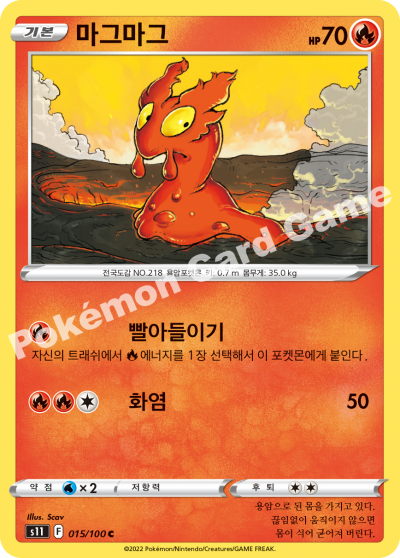 기본 마그마그 HP70
전국도감 NO.218 용암포켓몬 키: 0.7 m 몸무게: 35.0 kg
Pokémon Card Game
빨아들이기
자신의 트래쉬에서 에너지를 1장 선택해서 이 포켓몬에게 붙인다.
화염 50
약점 ×2 저항력 후퇴
Illus. Scav
s11 F 015/100 C
용암으로 된 몸을 가지고 있다.
끊임없이 움직이지 않으면
몸이 식어 굳어져 버린다.
©2022 Pokémon/Nintendo/Creatures/GAME FREAK.